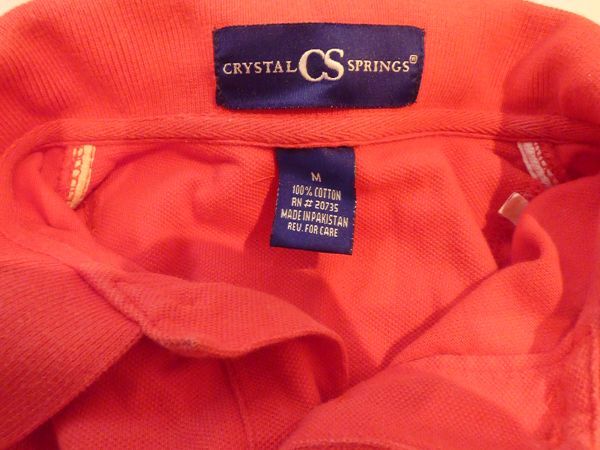 CRYSTAL CS SPRINGS®
M
100% COTTON
RN # 20735
MADE IN PAKISTAN
REV. FOR CARE